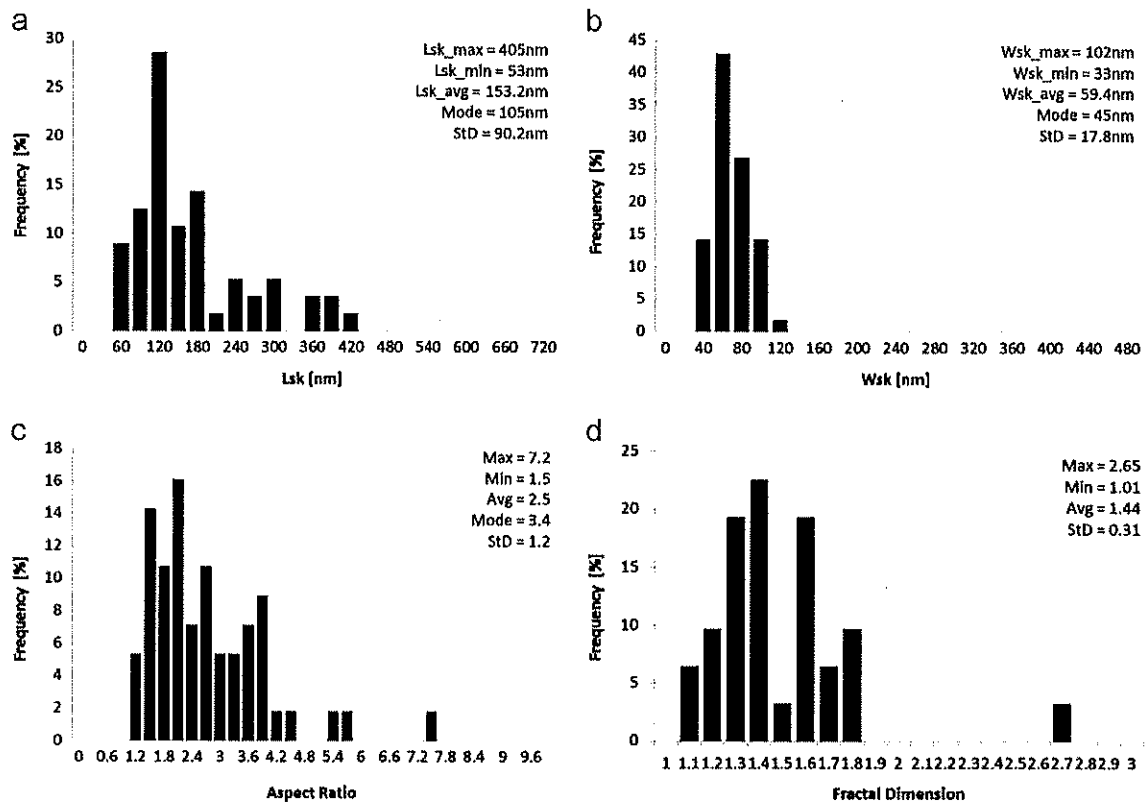 a
30
25
20
15
10
5
0
Frequency [%]
Lsk_max = 405nm
Lsk_min = 53nm
Lsk_avg = 153.2nm
Mode = 105nm
StD = 90.2nm
0 60 120 180 240 300 360 420 480 540 600 660 720
Lsk [nm]
b
45
40
35
30
25
20
15
10
5
0
Frequency [%]
Wsk_max = 102nm
Wsk_min = 33nm
Wsk_avg = 59.4nm
Mode = 45nm
StD = 17.8nm
0 40 80 120 160 200 240 280 320 360 400 440 480
Wsk [nm]
c
18
16
14
12
10
8
6
4
2
0
Frequency [%]
Max = 7.2
Min = 1.5
Avg = 2.5
Mode = 3.4
StD = 1.2
0 0.6 1.2 1.8 2.4 3 3.6 4.2 4.8 5.4 6 6.6 7.2 7.8 8.4 9 9.6
Aspect Ratio
d
25
20
15
10
5
0
Frequency [%]
Max = 2.65
Min = 1.01
Avg = 1.44
StD = 0.31
1 1.1 1.2 1.3 1.4 1.5 1.6 1.7 1.8 1.9 2 2.1 2.2 2.3 2.4 2.5 2.6 2.7 2.8 2.9 3
Fractal Dimension